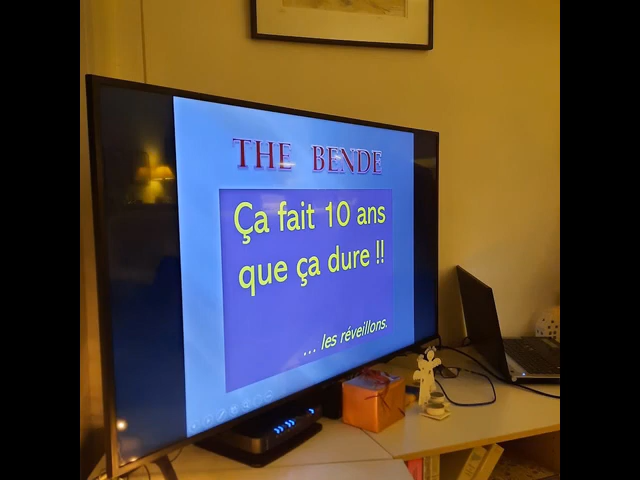 THE BENDE
Ça fait 10 ans
que ça dure !!
... les réveillons.